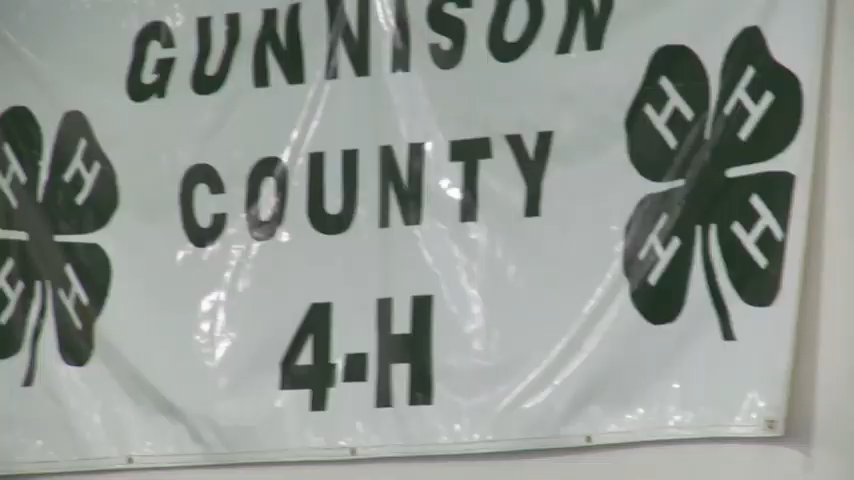 GUNNISON
COUNTY
4-H
H H H H
H H H H